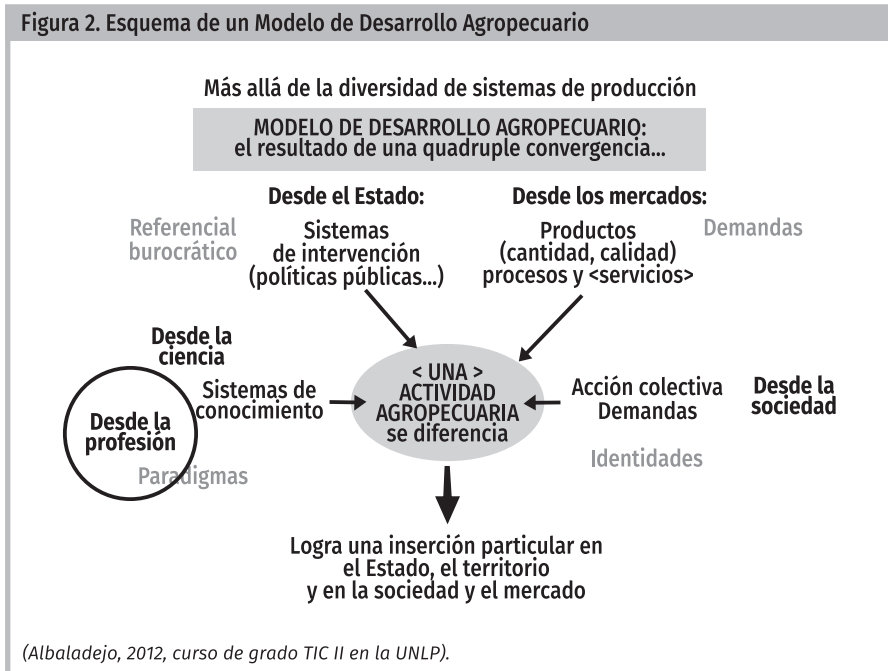 Figura 2. Esquema de un Modelo de Desarrollo Agropecuario
Más allá de la diversidad de sistemas de producción
MODELO DE DESARROLLO AGROPECUARIO:
el resultado de una quadruple convergencia...
Desde el Estado:
Referencial
burocrático
Sistemas
de intervención
(políticas públicas...)
Desde los mercados:
Productos
(cantidad, calidad)
procesos y <servicios>
Demandas
Desde la
ciencia
Desde la
profesión
Sistemas de
conocimiento
Paradigmas
< UNA >
ACTIVIDAD
AGROPECUARIA
se diferencia
Acción colectiva
Demandas
Desde la
sociedad
Identidades
Logra una inserción particular en
el Estado, el territorio
y en la sociedad y el mercado
(Albaladejo, 2012, curso de grado TIC II en la UNLP).